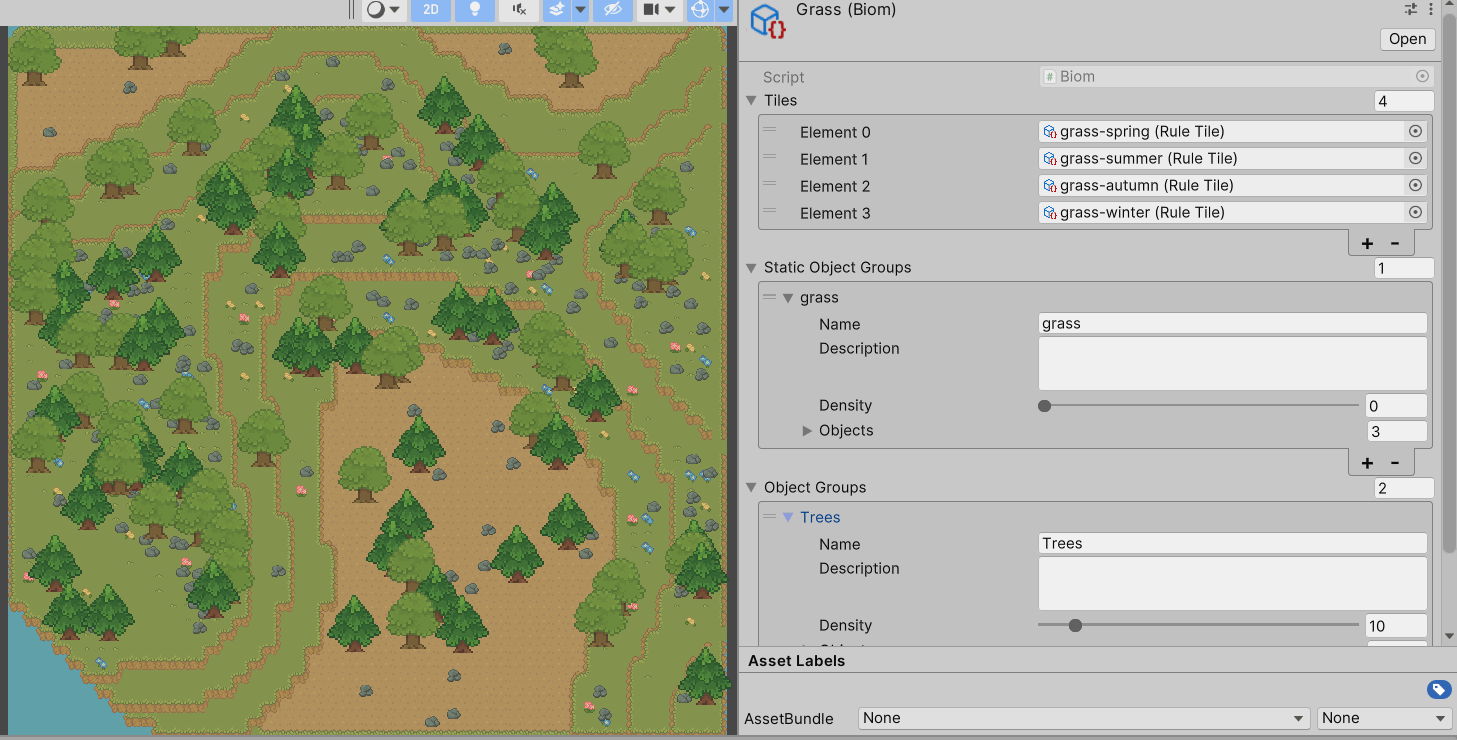 2D
Grass (Biom)
Open
Script
# Biom
Tiles
4
Element 0
grass-spring (Rule Tile)
Element 1
grass-summer (Rule Tile)
Element 2
grass-autumn (Rule Tile)
Element 3
grass-winter (Rule Tile)
+ -
Static Object Groups
1
grass
Name
grass
Description
Density
0
Objects
3
+ -
Object Groups
2
Trees
Name
Trees
Description
Density
10
Asset Labels
AssetBundle
None
None